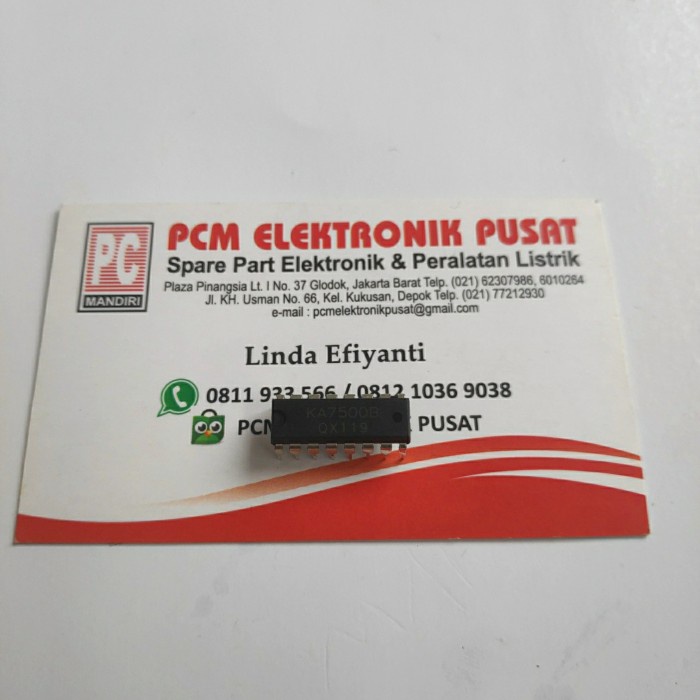 PC
MANDIRI
PCM ELEKTRONIK PUSAT
Spare Part Elektronik & Peralatan Listrik
Plaza Pinangsia Lt. I No. 37 Glodok, Jakarta Barat Telp. (021) 62307986, 6010264
Jl. KH. Usman No. 66, Kel. Kukusan, Depok Telp. (021) 77212930
e-mail : pcmelektronikpusat@gmail.com
Linda Efiyanti
0811 933 566 / 0812 1036 9038
PCM PUSAT
KA7500B
QX119